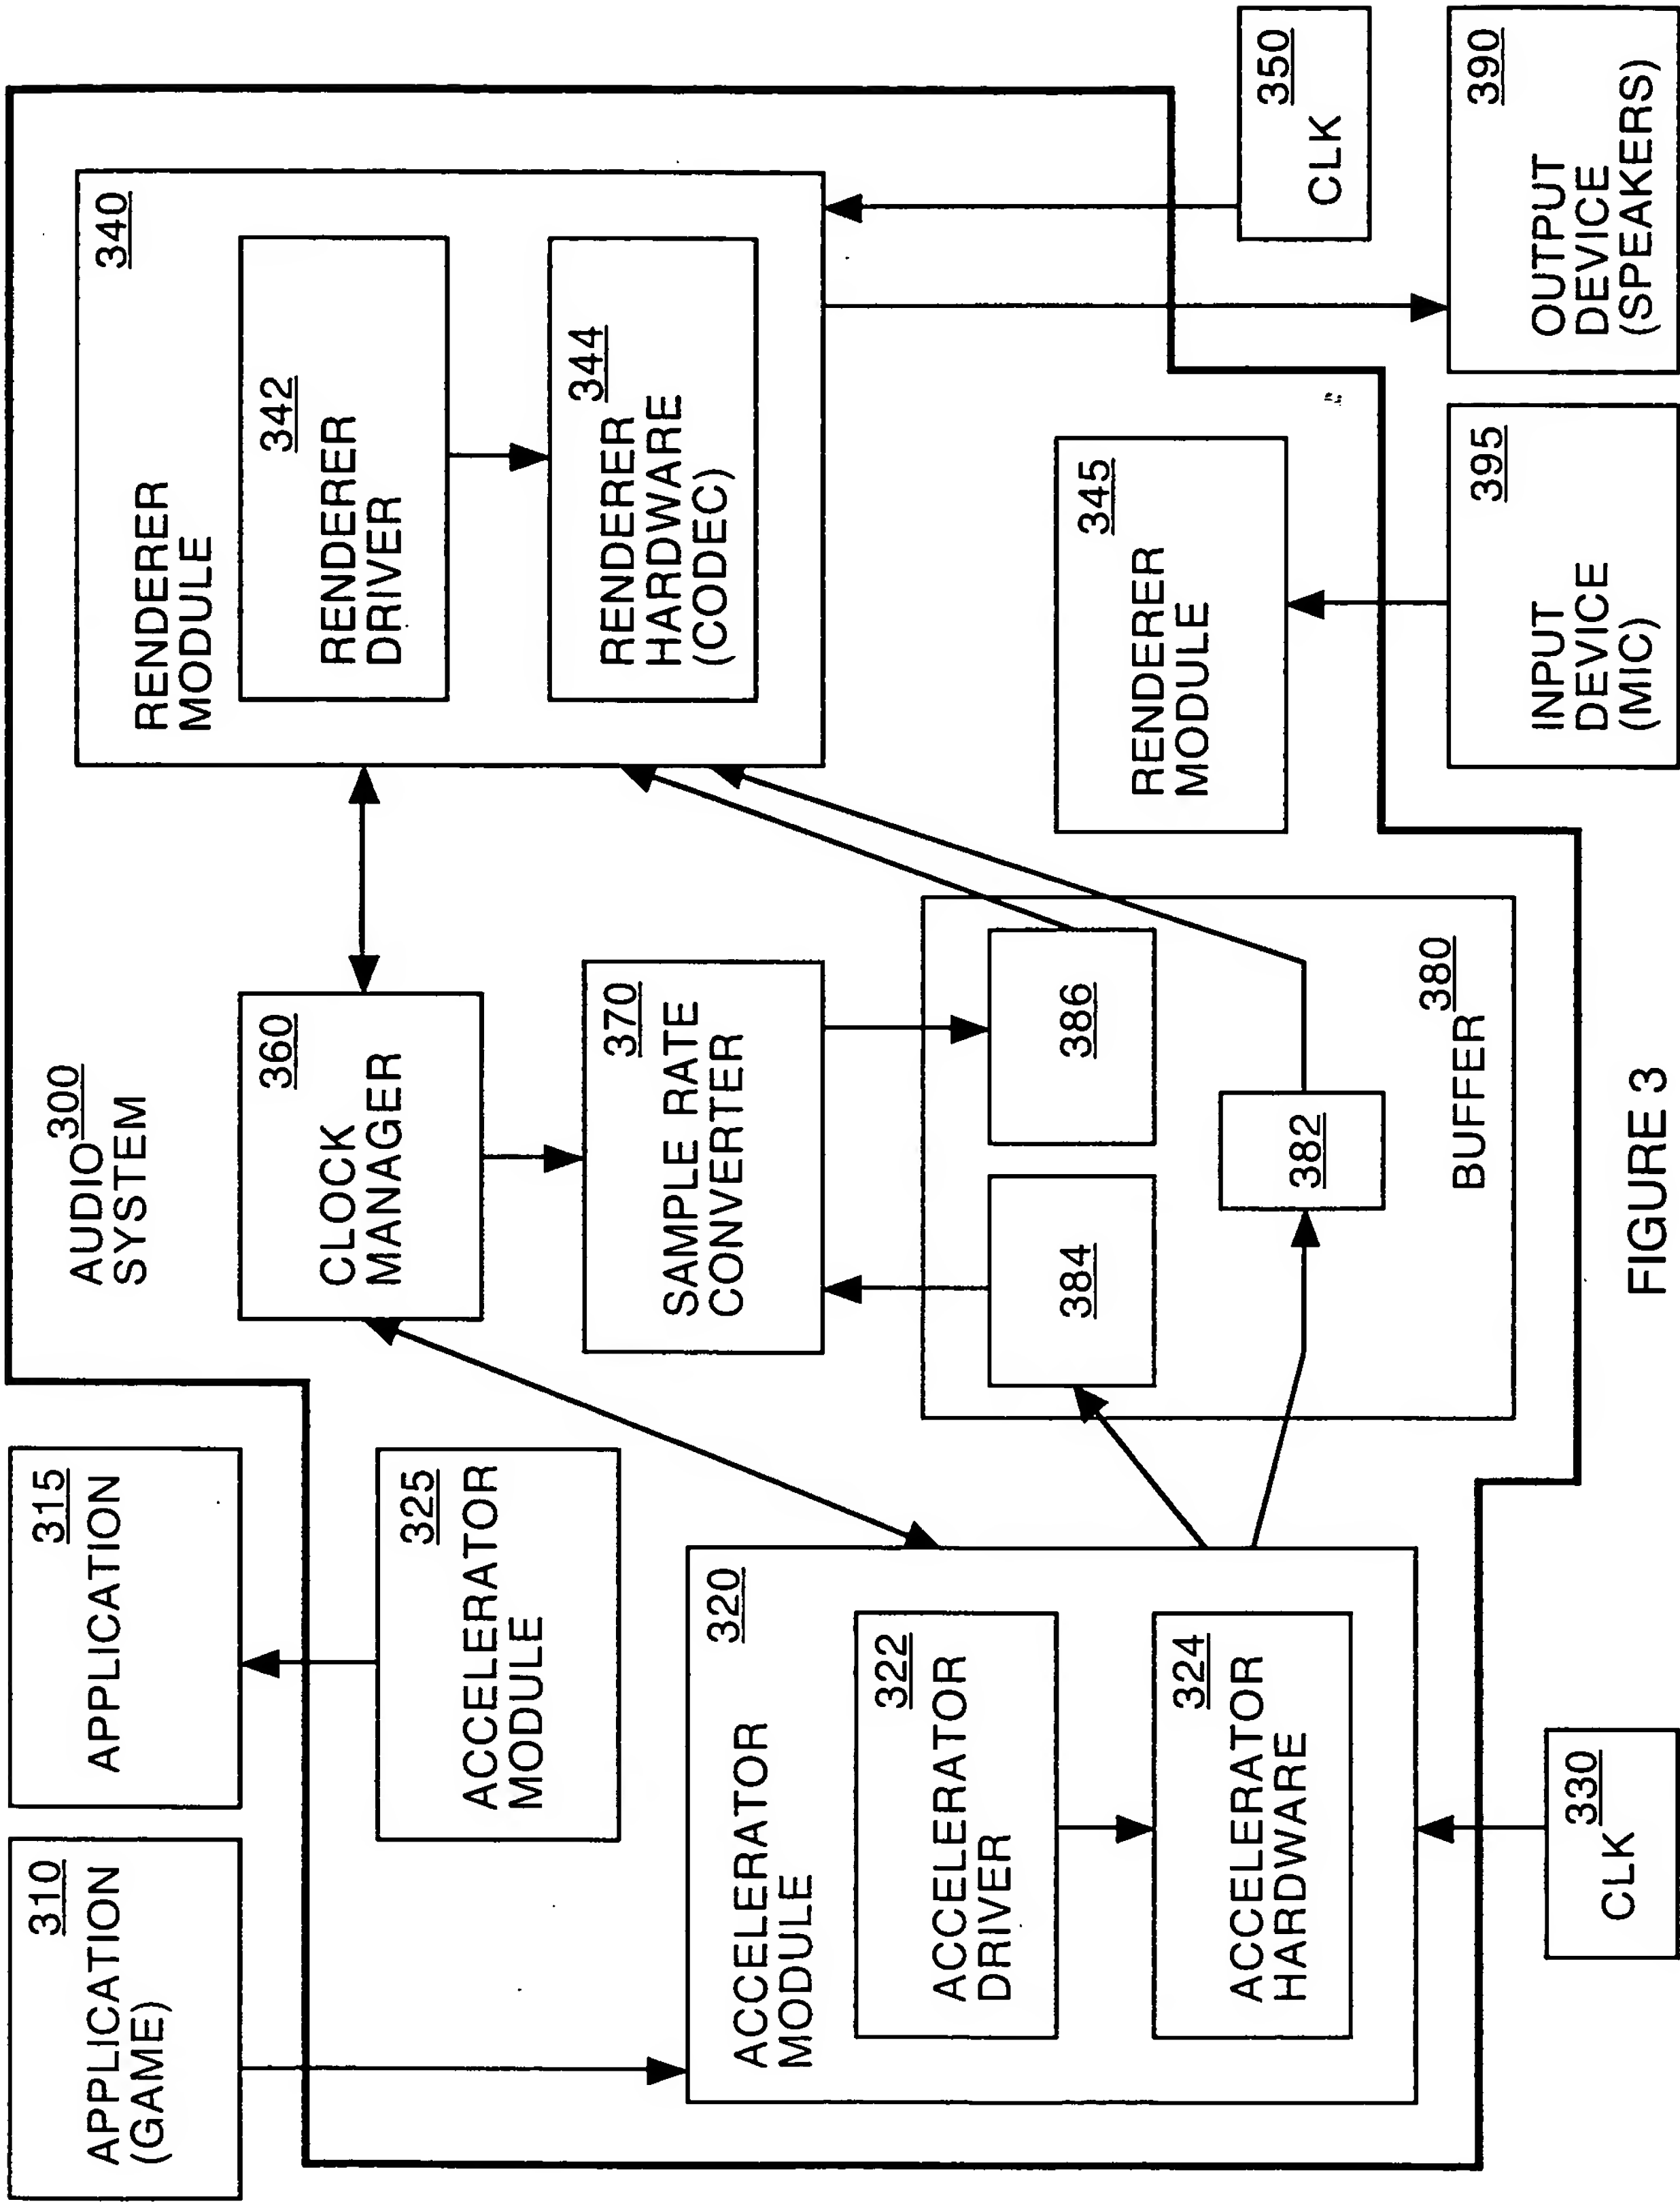 310
APPLICATION
(GAME)
315
APPLICATION
AUDIO 300
SYSTEM
325
ACCELERATOR
MODULE
360
CLOCK
MANAGER
340
RENDERER
MODULE
342
RENDERER
DRIVER
344
RENDERER
HARDWARE
(CODEC)
370
SAMPLE RATE
CONVERTER
320
ACCELERATOR
MODULE
322
ACCELERATOR
DRIVER
324
ACCELERATOR
HARDWARE
384
386
382
380
BUFFER
345
RENDERER
MODULE
330
CLK
350
CLK
395
INPUT
DEVICE
(MIC)
390
OUTPUT
DEVICE
(SPEAKERS)
FIGURE 3